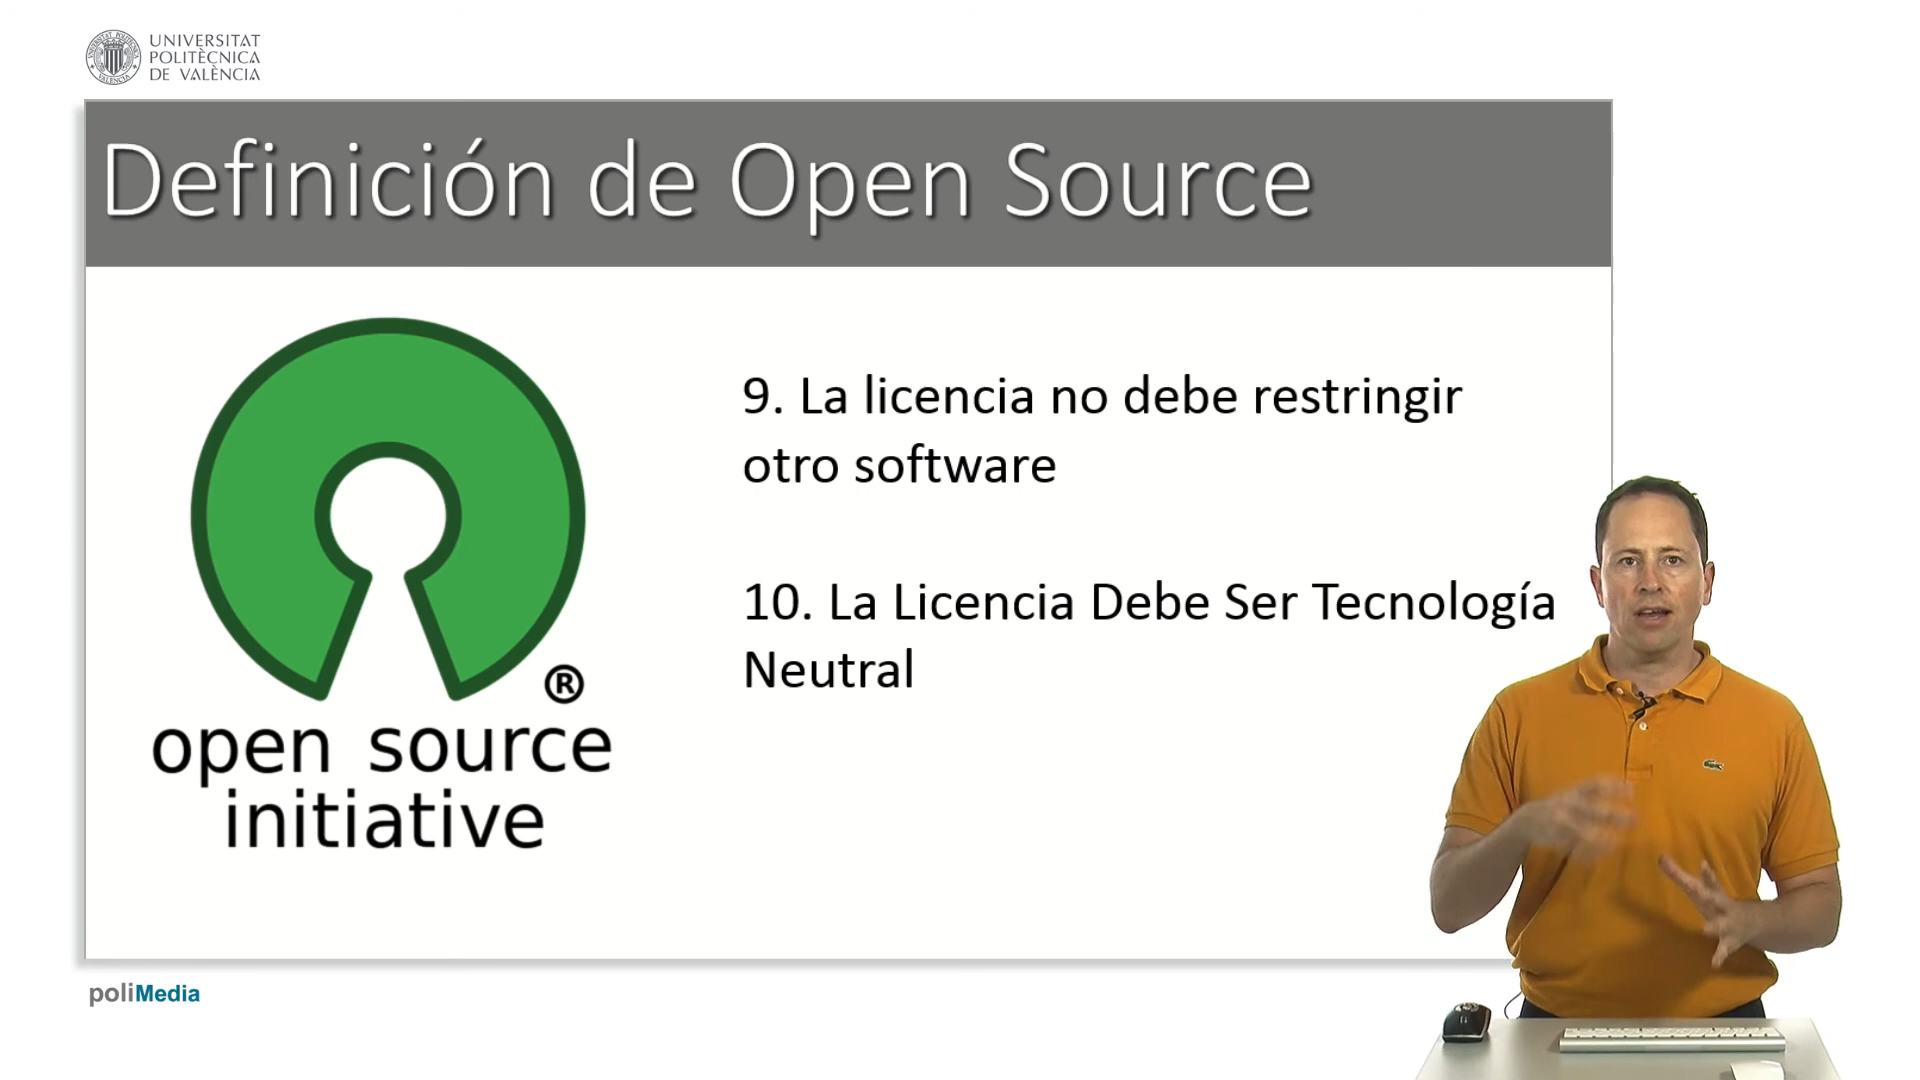 UNIVERSITAT
POLITÈCNICA
DE VALÈNCIA
Definición de Open Source
9. La licencia no debe restringir
otro software
10. La Licencia Debe Ser Tecnología
Neutral
®
open source
initiative
poliMedia